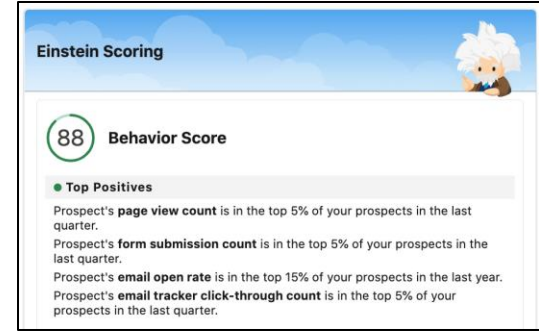 Einstein Scoring
88 Behavior Score
Top Positives
Prospect's page view count is in the top 5% of your prospects in the last
quarter.
Prospect's form submission count is in the top 5% of your prospects in the
last quarter.
Prospect's email open rate is in the top 15% of your prospects in the last year.
Prospect's email tracker click-through count is in the top 5% of your
prospects in the last quarter.